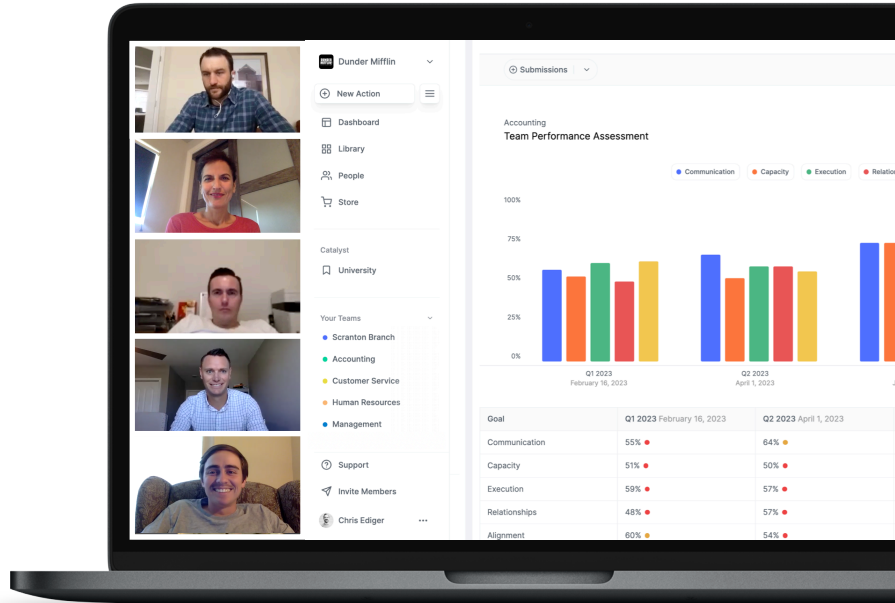 DUNDER
MIFFLIN
Dunder Mifflin
New Action
Dashboard
Library
People
Store
Catalyst
University
Your Teams
Scranton Branch
Accounting
Customer Service
Human Resources
Management
Support
Invite Members
Chris Ediger
Submissions
Accounting
Team Performance Assessment
Communication Capacity Execution Relation
100%
75%
50%
25%
0%
Q1 2023 Q2 2023
February 16, 2023 April 1, 2023
Goal Q1 2023 February 16, 2023 Q2 2023 April 1, 2023
Communication 55% 64%
Capacity 51% 50%
Execution 59% 57%
Relationships 48% 57%
Alignment 60% 54%